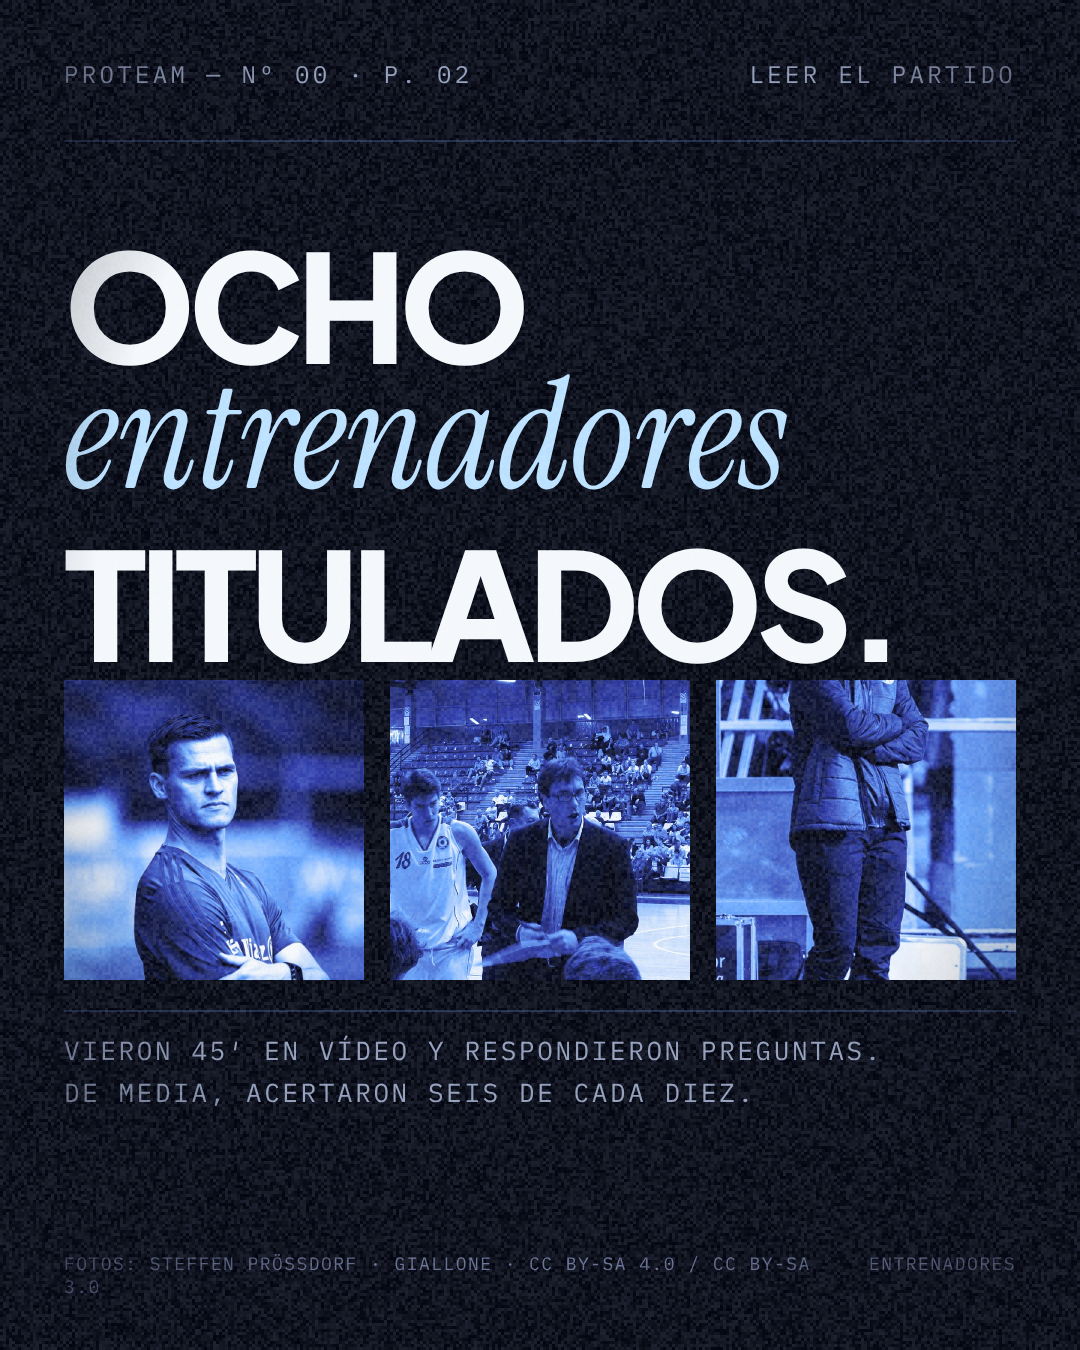 PROTEAM — Nº 00 · P. 02
LEER EL PARTIDO
OCHO
entrenadores
TITULADOS.
18
VIERON 45' EN VÍDEO Y RESPONDIERON PREGUNTAS.
DE MEDIA, ACERTARON SEIS DE CADA DIEZ.
FOTOS: STEFFEN PRÖSSDORF · GIALLONE · CC BY-SA 4.0 / CC BY-SA
3.0
ENTRENADORES